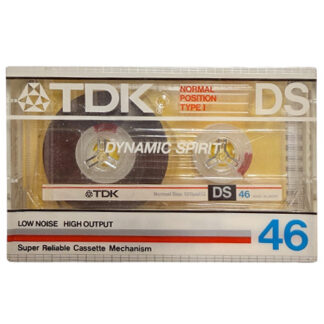 TDK
NORMAL
POSITION
TYPE I
DS
DYNAMIC SPIRIT
TDK
DS 46
LOW NOISE HIGH OUTPUT
46
Super Reliable Cassette Mechanism